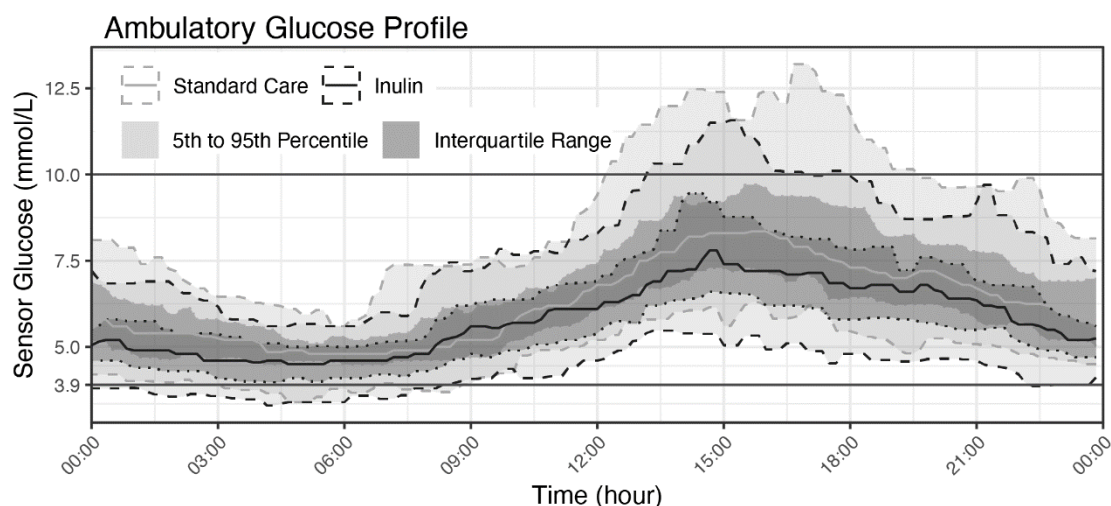 Ambulatory Glucose Profile
Standard Care Inulin
5th to 95th Percentile Interquartile Range
Sensor Glucose (mmol/L)
12.5
10.0
7.5
5.0
3.9
00:00 03:00 06:00 09:00 12:00 15:00 18:00 21:00 00:00
Time (hour)